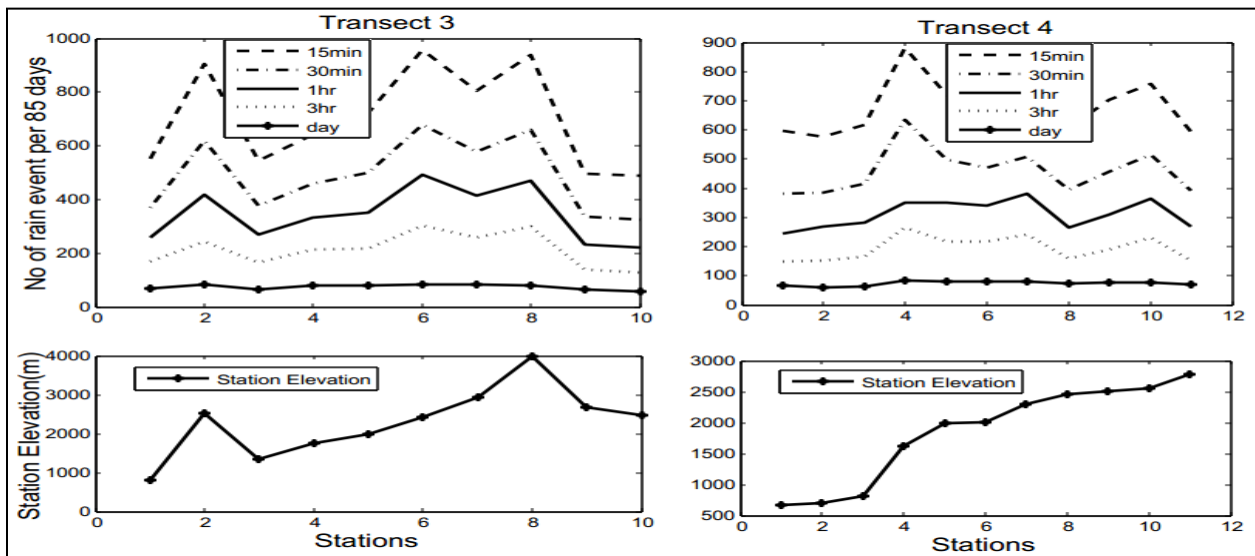 Transect 3
No of rain event per 85 days
1000
800
600
400
200
0
15min
30min
1hr
3hr
day
0 2 4 6 8 10
Station Elevation(m)
4000
3000
2000
1000
0
Station Elevation
0 2 4 6 8 10
Stations
Transect 4
900
800
700
600
500
400
300
200
100
0
15min
30min
1hr
3hr
day
0 2 4 6 8 10 12
3000
2500
2000
1500
1000
500
Station Elevation
0 2 4 6 8 10 12
Stations